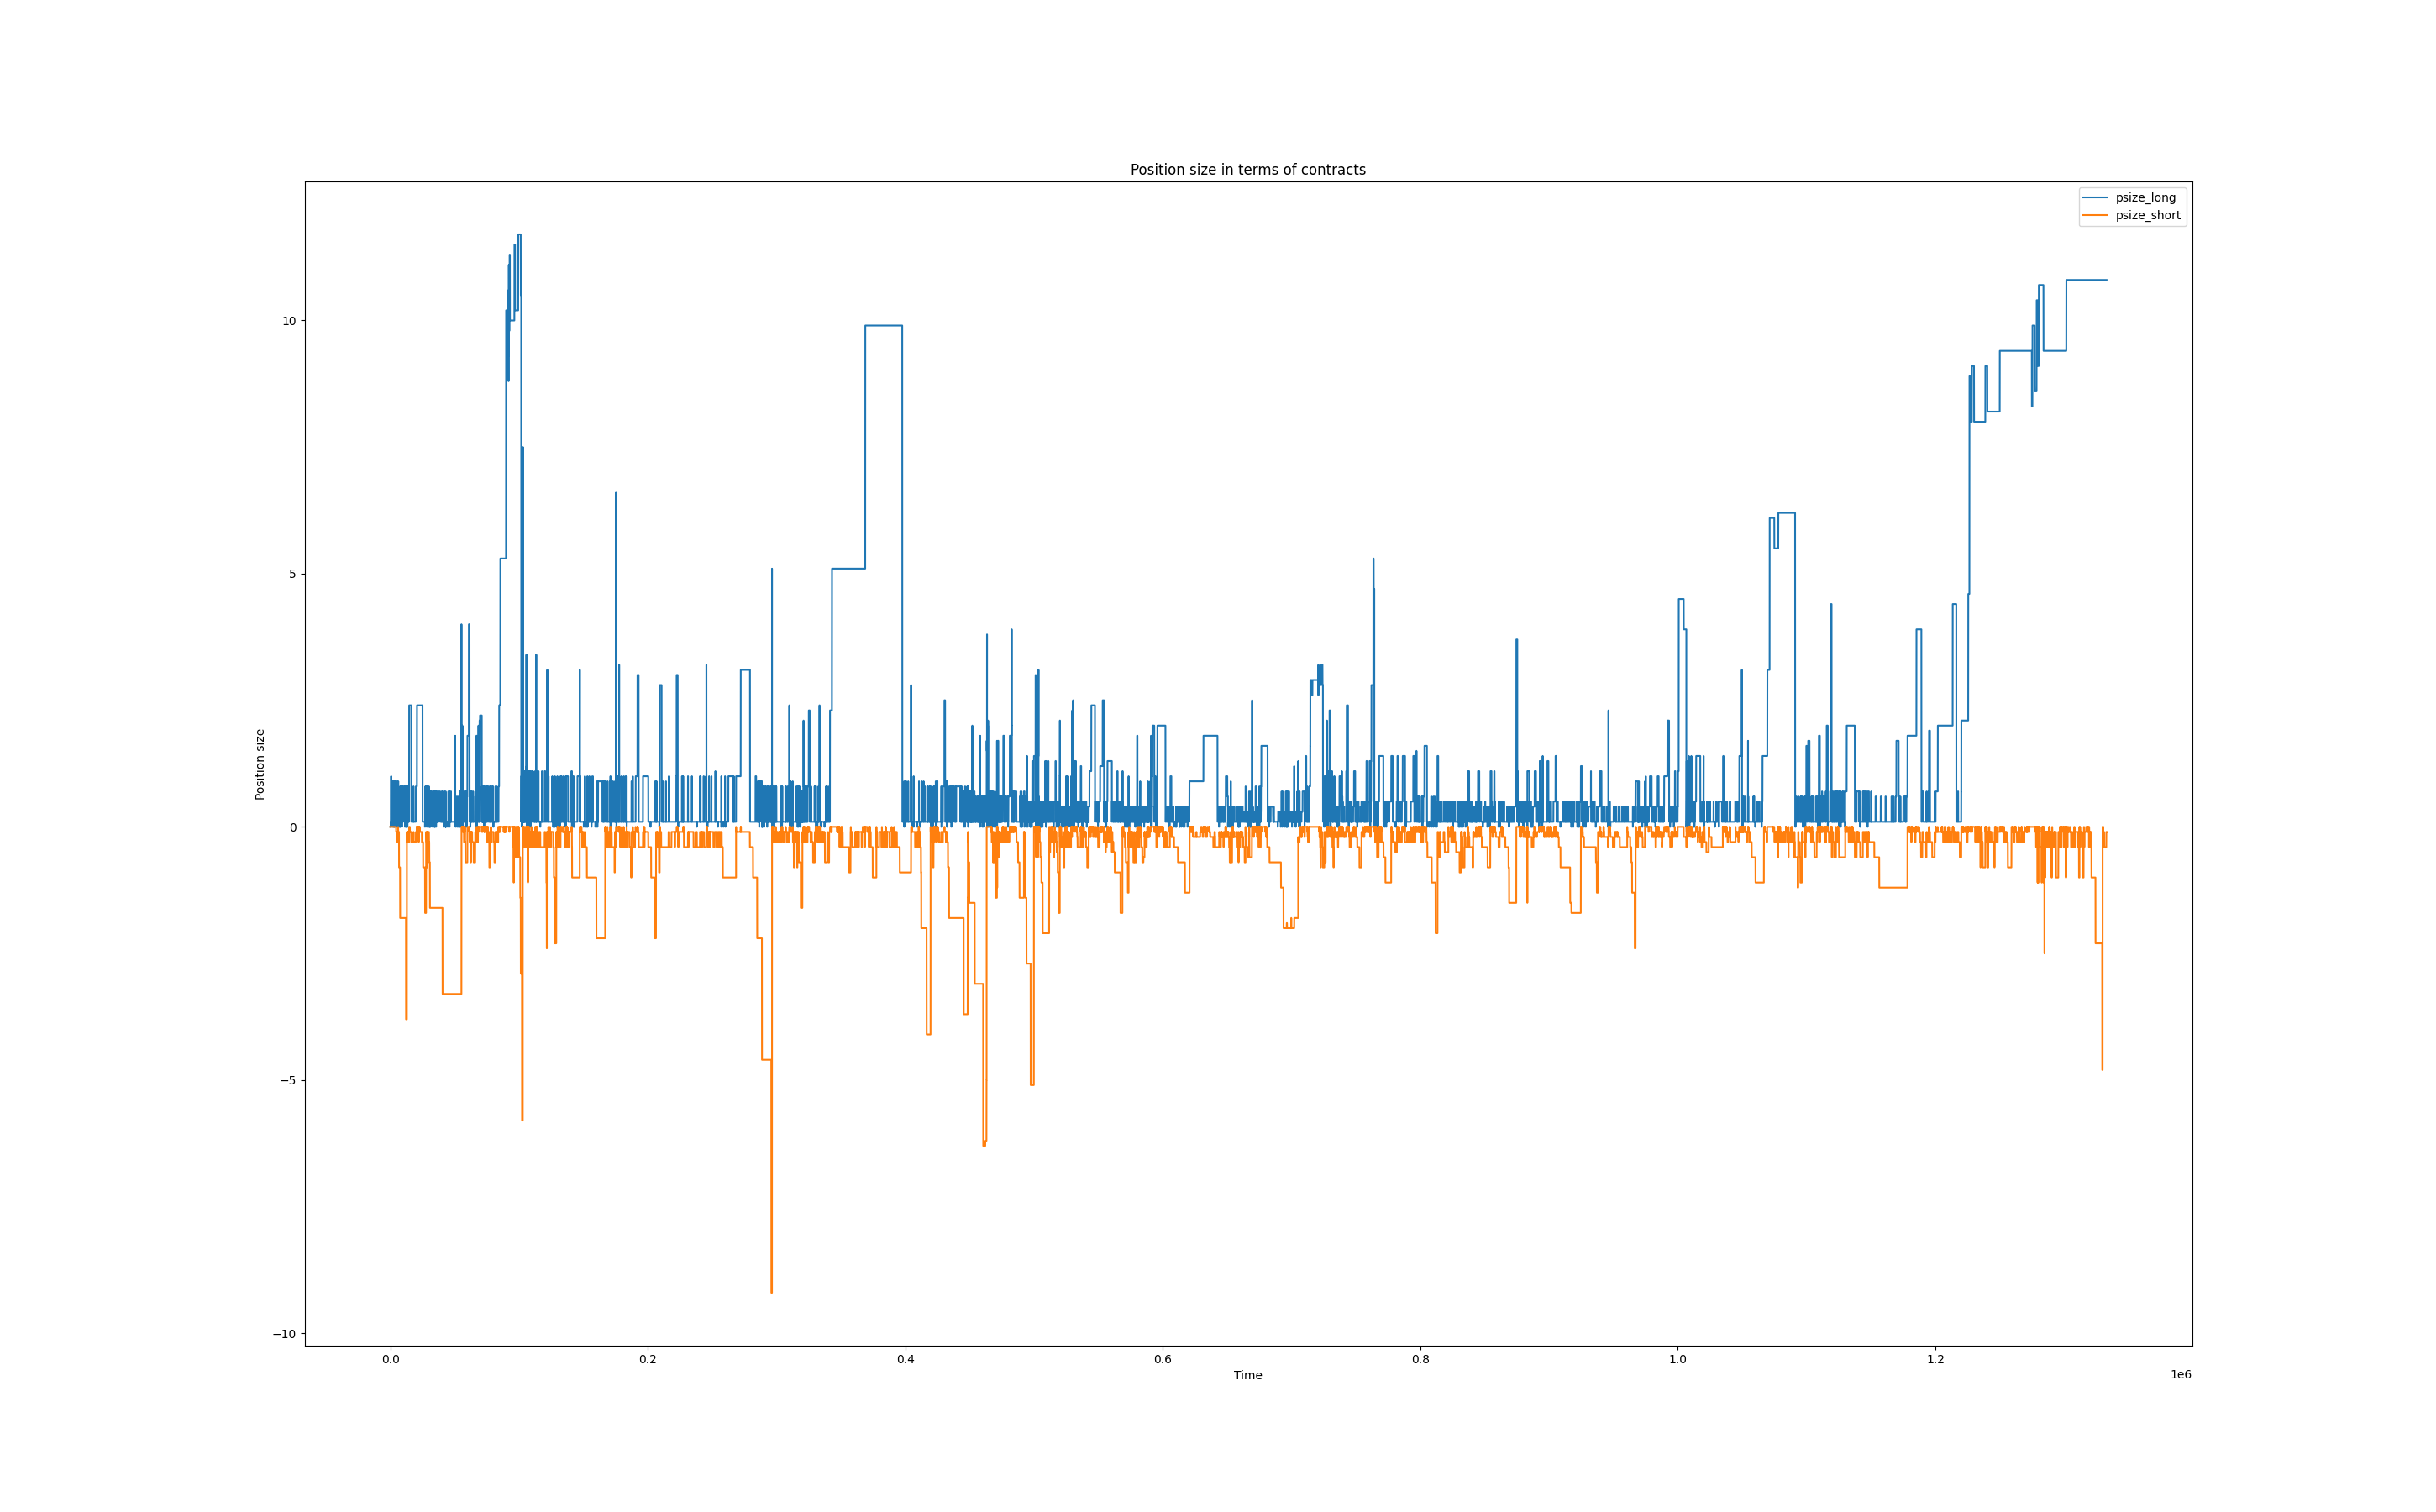 Position size in terms of contracts
psize_long
psize_short
Position size
10
5
0
−5
−10
0.0 0.2 0.4 0.6 0.8 1.0 1.2
1e6
Time